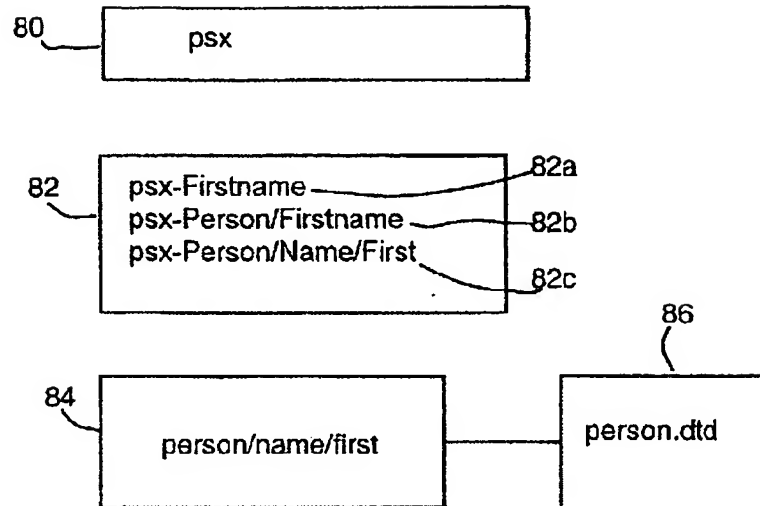 80
psx
82
psx-Firstname
82a
psx-Person/Firstname
82b
psx-Person/Name/First
82c
86
84
person/name/first
person.dtd